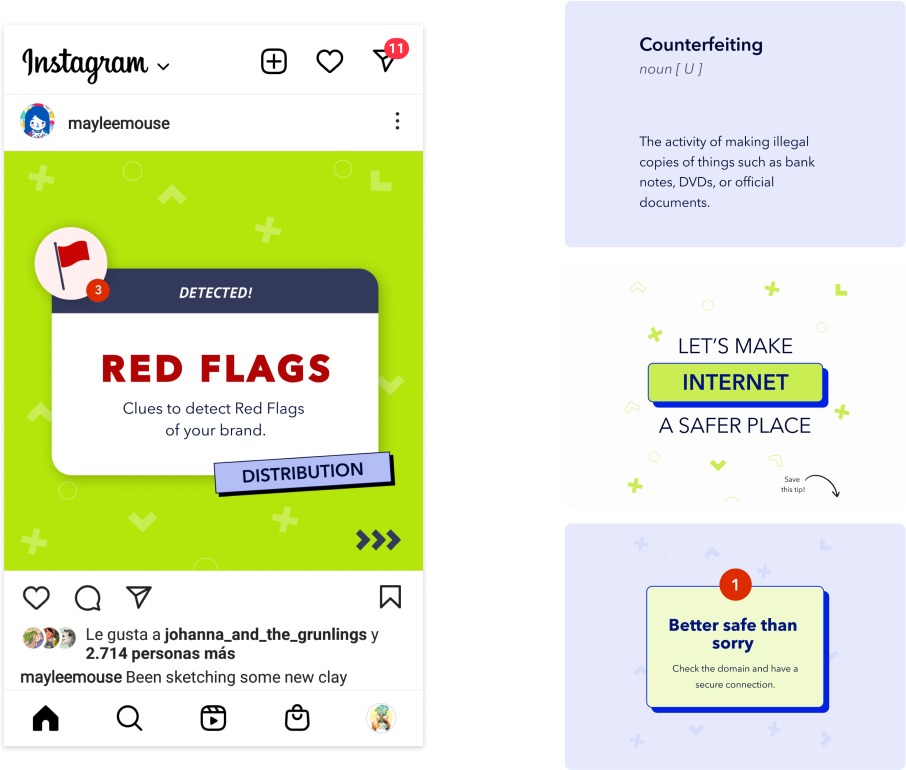 Instagram
11
mayleemouse
3
DETECTED!
RED FLAGS
Clues to detect Red Flags
of your brand.
DISTRIBUTION
Le gusta a johanna_and_the_grunlings y
2.714 personas más
mayleemouse Been sketching some new clay
Counterfeiting
noun [ U ]
The activity of making illegal
copies of things such as bank
notes, DVDs, or official
documents.
LET'S MAKE
INTERNET
A SAFER PLACE
Save
this tip!
1
Better safe than
sorry
Check the domain and have a
secure connection.